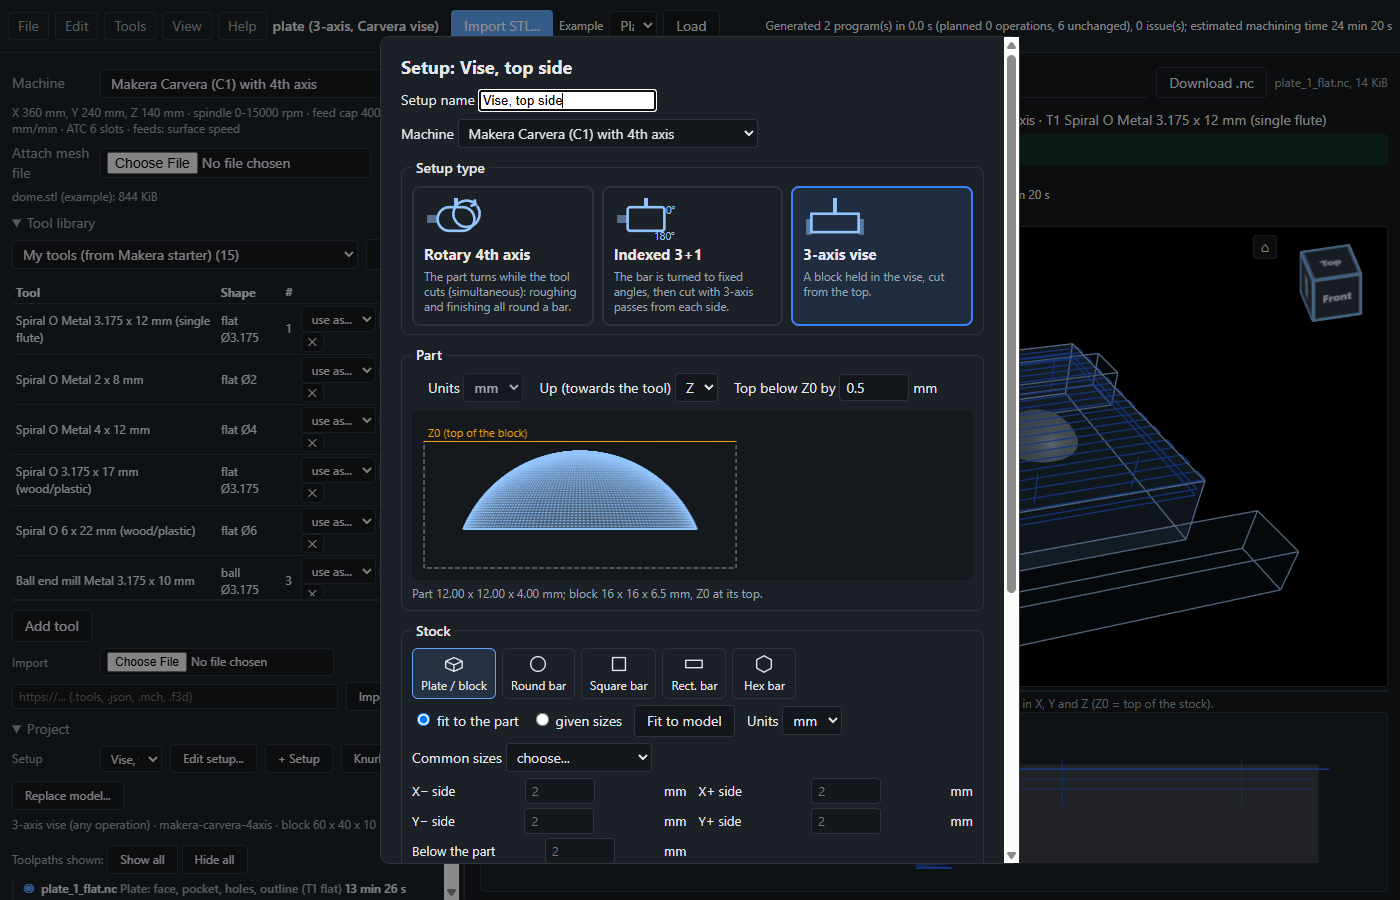 File Edit Tools View Help plate (3-axis, Carvera vise) Import STL... Example Load
Generated 2 program(s) in 0.0 s (planned 0 operations, 6 unchanged), 0 issue(s); estimated machining time 24 min 20 s
Machine Makera Carvera (C1) with 4th axis
X 360 mm, Y 240 mm, Z 140 mm · spindle 0-15000 rpm · feed cap 400
mm/min · ATC 6 slots · feeds: surface speed
Attach mesh file Choose File No file chosen
dome.stl (example): 844 KiB
▼ Tool library
My tools (from Makera starter) (15)
Tool Shape #
Spiral O Metal 3.175 x 12 mm (single flute) flat Ø3.175 1 use as... ✕
Spiral O Metal 2 x 8 mm flat Ø2 use as... ✕
Spiral O Metal 4 x 12 mm flat Ø4 use as... ✕
Spiral O 3.175 x 17 mm (wood/plastic) flat Ø3.175 use as... ✕
Spiral O 6 x 22 mm (wood/plastic) flat Ø6 use as... ✕
Ball end mill Metal 3.175 x 10 mm ball Ø3.175 3 use as... ✕
Add tool
Import Choose File No file chosen
https://... (.tools, .json, .mch, .f3d)
▼ Project
Setup Vise, Edit setup... + Setup
Replace model...
3-axis vise (any operation) · makera-carvera-4axis · block 60 x 40 x 10
Toolpaths shown: Show all Hide all
plate_1_flat.nc Plate: face, pocket, holes, outline (T1 flat) 13 min 26 s
Setup: Vise, top side
Setup name Vise, top side
Machine Makera Carvera (C1) with 4th axis
Setup type
0°
180°
Rotary 4th axis
The part turns while the tool
cuts (simultaneous): roughing
and finishing all round a bar.
Indexed 3+1
The bar is turned to fixed
angles, then cut with 3-axis
passes from each side.
3-axis vise
A block held in the vise, cut
from the top.
Part
Units mm Up (towards the tool) Z Top below Z0 by 0.5 mm
Z0 (top of the block)
Part 12.00 x 12.00 x 4.00 mm; block 16 x 16 x 6.5 mm, Z0 at its top.
Stock
Plate / block Round bar Square bar Rect. bar Hex bar
fit to the part given sizes Fit to model Units mm
Common sizes choose...
X− side 2 mm X+ side 2 mm
Y− side 2 mm Y+ side 2 mm
Below the part 2 mm
Download .nc plate_1_flat.nc, 14 KiB
xis · T1 Spiral O Metal 3.175 x 12 mm (single flute)
n 20 s
⌂
Top
Front
in X, Y and Z (Z0 = top of the stock).